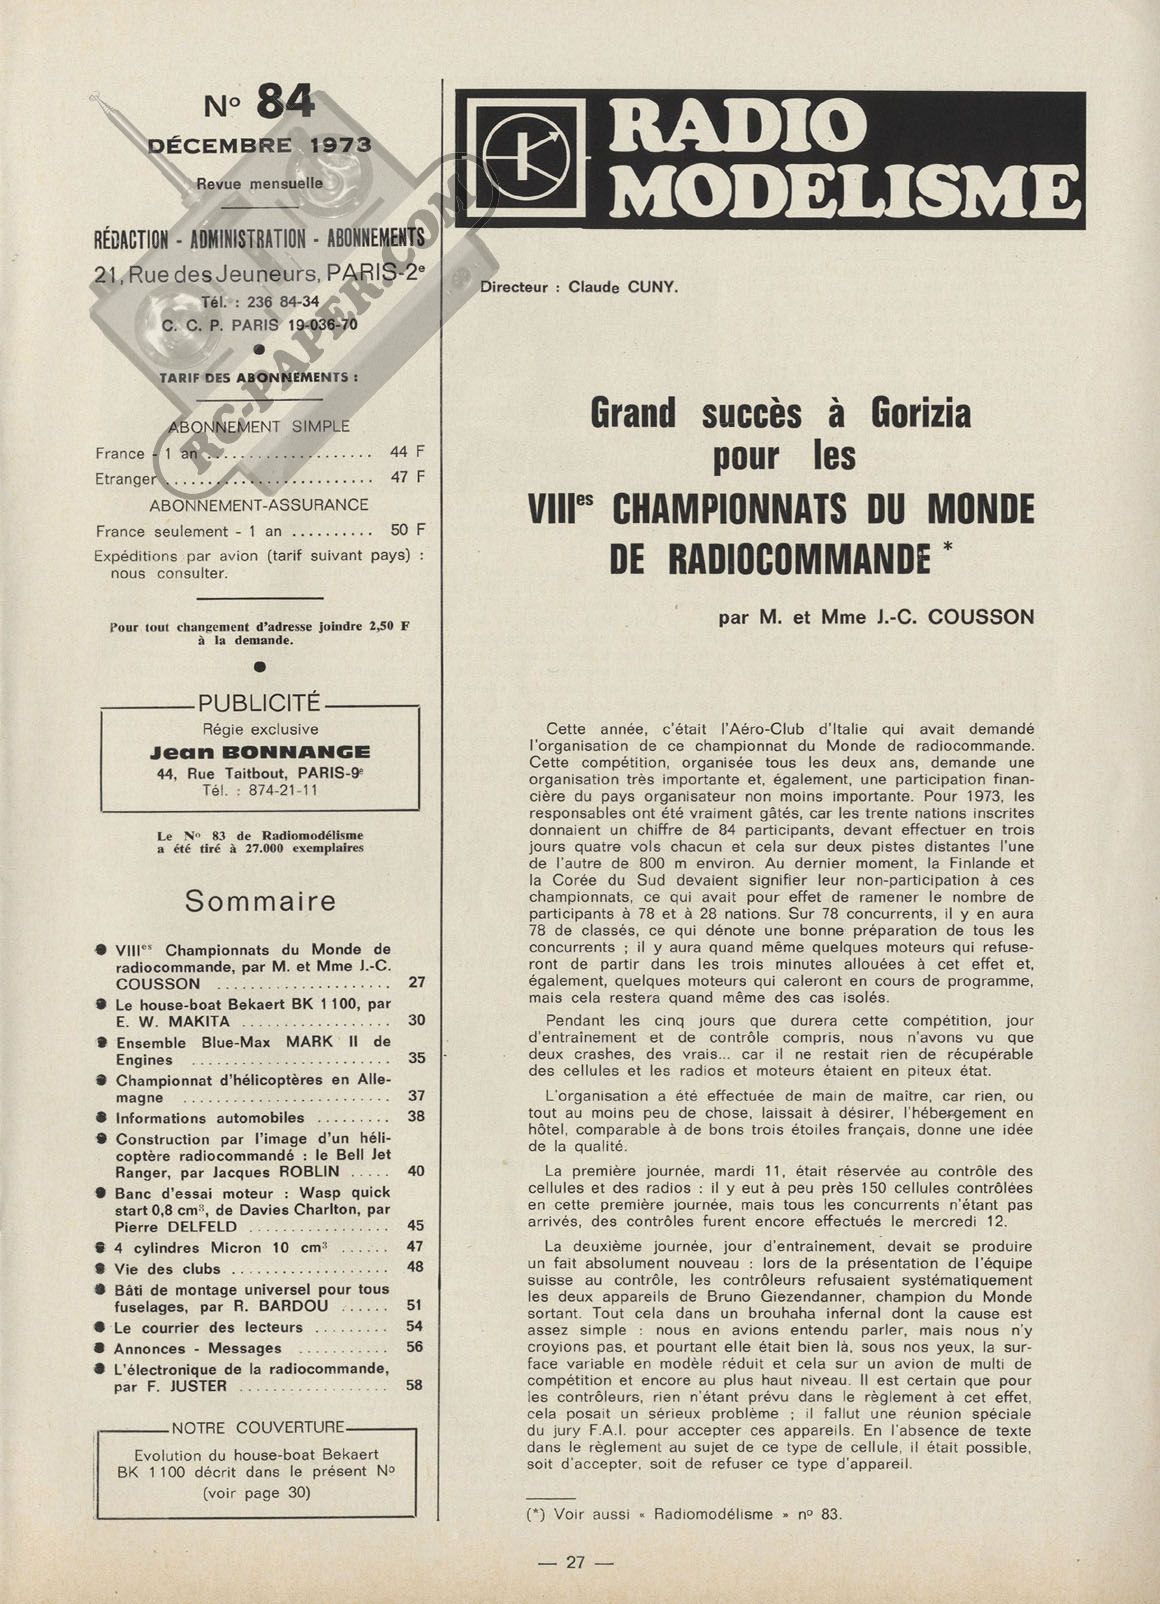 N° 84
DÉCEMBRE 1973
Revue mensuelle
RÉDACTION - ADMINISTRATION - ABONNEMENTS
21, Rue des Jeuneurs, PARIS-2e
Tél. : 236 84-34
C. C. P. PARIS 19-036-70
TARIF DES ABONNEMENTS :
ABONNEMENT SIMPLE
France - 1 an .................... 44 F
Etranger ......................... 47 F
ABONNEMENT-ASSURANCE
France seulement - 1 an .......... 50 F
Expéditions par avion (tarif suivant pays) :
nous consulter.
Pour tout changement d'adresse joindre 2,50 F
à la demande.
PUBLICITÉ
Régie exclusive
Jean BONNANGE
44, Rue Taitbout, PARIS-9e
Tél. : 874-21-11
Le N° 83 de Radiomodélisme
a été tiré à 27.000 exemplaires
Sommaire
● VIIIes Championnats du Monde de
radiocommande, par M. et Mme J.-C.
COUSSON ..................... 27
● Le house-boat Bekaert BK 1 100, par
E. W. MAKITA .................. 30
● Ensemble Blue-Max MARK II de
Engines ........................ 35
● Championnat d'hélicoptères en Alle-
magne ......................... 37
● Informations automobiles ......... 38
● Construction par l'image d'un héli-
coptère radiocommandé : le Bell Jet
Ranger, par Jacques ROBLIN ..... 40
● Banc d'essai moteur : Wasp quick
start 0,8 cm³, de Davies Charlton, par
Pierre DELFELD ................. 45
● 4 cylindres Micron 10 cm³ ...... 47
● Vie des clubs ................... 48
● Bâti de montage universel pour tous
fuselages, par R. BARDOU ...... 51
● Le courrier des lecteurs ......... 54
● Annonces - Messages ........... 56
● L'électronique de la radiocommande,
par F. JUSTER .................. 58
NOTRE COUVERTURE
Evolution du house-boat Bekaert
BK 1 100 décrit dans le présent N°
(voir page 30)
RC-PAPER.COM
RADIO
MODELISME
Directeur : Claude CUNY.
Grand succès à Gorizia
pour les
VIIIes CHAMPIONNATS DU MONDE
DE RADIOCOMMANDE *
par M. et Mme J.-C. COUSSON
Cette année, c'était l'Aéro-Club d'Italie qui avait demandé
l'organisation de ce championnat du Monde de radiocommande.
Cette compétition, organisée tous les deux ans, demande une
organisation très importante et, également, une participation finan-
cière du pays organisateur non moins importante. Pour 1973, les
responsables ont été vraiment gâtés, car les trente nations inscrites
donnaient un chiffre de 84 participants, devant effectuer en trois
jours quatre vols chacun et cela sur deux pistes distantes l'une
de l'autre de 800 m environ. Au dernier moment, la Finlande et
la Corée du Sud devaient signifier leur non-participation à ces
championnats, ce qui avait pour effet de ramener le nombre de
participants à 78 et à 28 nations. Sur 78 concurrents, il y en aura
78 de classés, ce qui dénote une bonne préparation de tous les
concurrents ; il y aura quand même quelques moteurs qui refuse-
ront de partir dans les trois minutes allouées à cet effet et,
également, quelques moteurs qui caleront en cours de programme,
mais cela restera quand même des cas isolés.
Pendant les cinq jours que durera cette compétition, jour
d'entraînement et de contrôle compris, nous n'avons vu que
deux crashes, des vrais... car il ne restait rien de récupérable
des cellules et les radios et moteurs étaient en piteux état.
L'organisation a été effectuée de main de maître, car rien, ou
tout au moins peu de chose, laissait à désirer, l'hébergement en
hôtel, comparable à de bons trois étoiles français, donne une idée
de la qualité.
La première journée, mardi 11, était réservée au contrôle des
cellules et des radios : il y eut à peu près 150 cellules contrôlées
en cette première journée, mais tous les concurrents n'étant pas
arrivés, des contrôles furent encore effectués le mercredi 12.
La deuxième journée, jour d'entraînement, devait se produire
un fait absolument nouveau : lors de la présentation de l'équipe
suisse au contrôle, les contrôleurs refusaient systématiquement
les deux appareils de Bruno Giezendanner, champion du Monde
sortant. Tout cela dans un brouhaha infernal dont la cause est
assez simple : nous en avions entendu parler, mais nous n'y
croyions pas, et pourtant elle était bien là, sous nos yeux, la sur-
face variable en modèle réduit et cela sur un avion de multi de
compétition et encore au plus haut niveau. Il est certain que pour
les contrôleurs, rien n'étant prévu dans le règlement à cet effet,
cela posait un sérieux problème ; il fallut une réunion spéciale
du jury F.A.I. pour accepter ces appareils. En l'absence de texte
dans le règlement au sujet de ce type de cellule, il était possible,
soit d'accepter, soit de refuser ce type d'appareil.
(*) Voir aussi « Radiomodélisme » n° 83.
— 27 —